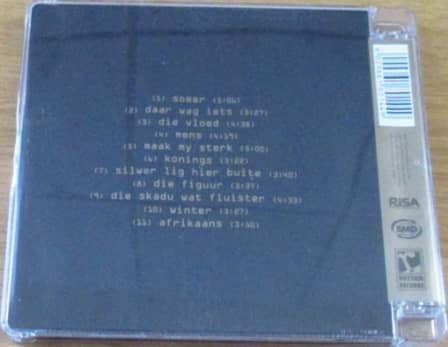 (1) somer (3:06)
(2) daar wag iets (3:27)
(3) die vloed (4:38)
(4) mens (4:19)
(5) maak my sterk (5:00)
(6) konings (3:22)
(7) silwer lig hier buite (3:40)
(8) die figuur (3:31)
(9) die skadu wat fluister (4:33)
(10) winter (3:27)
(11) afrikaans (3:30)
RiSA
SMD